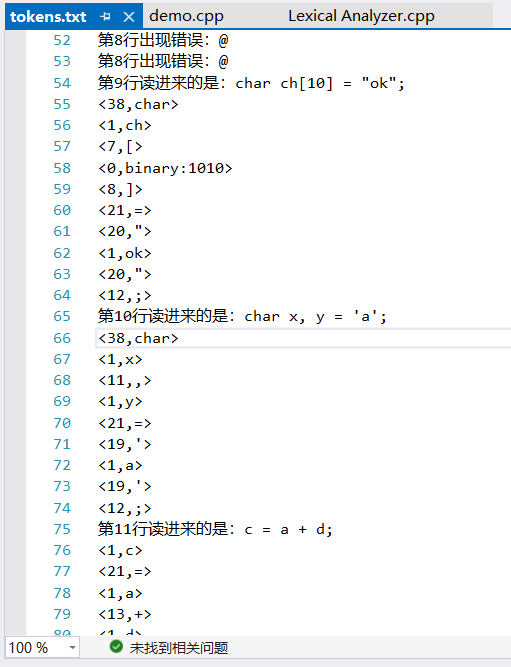 tokens.txt demo.cpp Lexical Analyzer.cpp
52 第8行出现错误：@
53 第8行出现错误：@
54 第9行读进来的是：char ch[10] = "ok";
55 <38,char>
56 <1,ch>
57 <7,[>
58 <0,binary:1010>
59 <8,]>
60 <21,=>
61 <20,">
62 <1,ok>
63 <20,">
64 <12,;>
65 第10行读进来的是：char x, y = 'a';
66 <38,char>
67 <1,x>
68 <11,,>
69 <1,y>
70 <21,=>
71 <19,'>
72 <1,a>
73 <19,'>
74 <12,;>
75 第11行读进来的是：c = a + d;
76 <1,c>
77 <21,=>
78 <1,a>
79 <13,+>
80 <1,d>
100 % 未找到相关问题